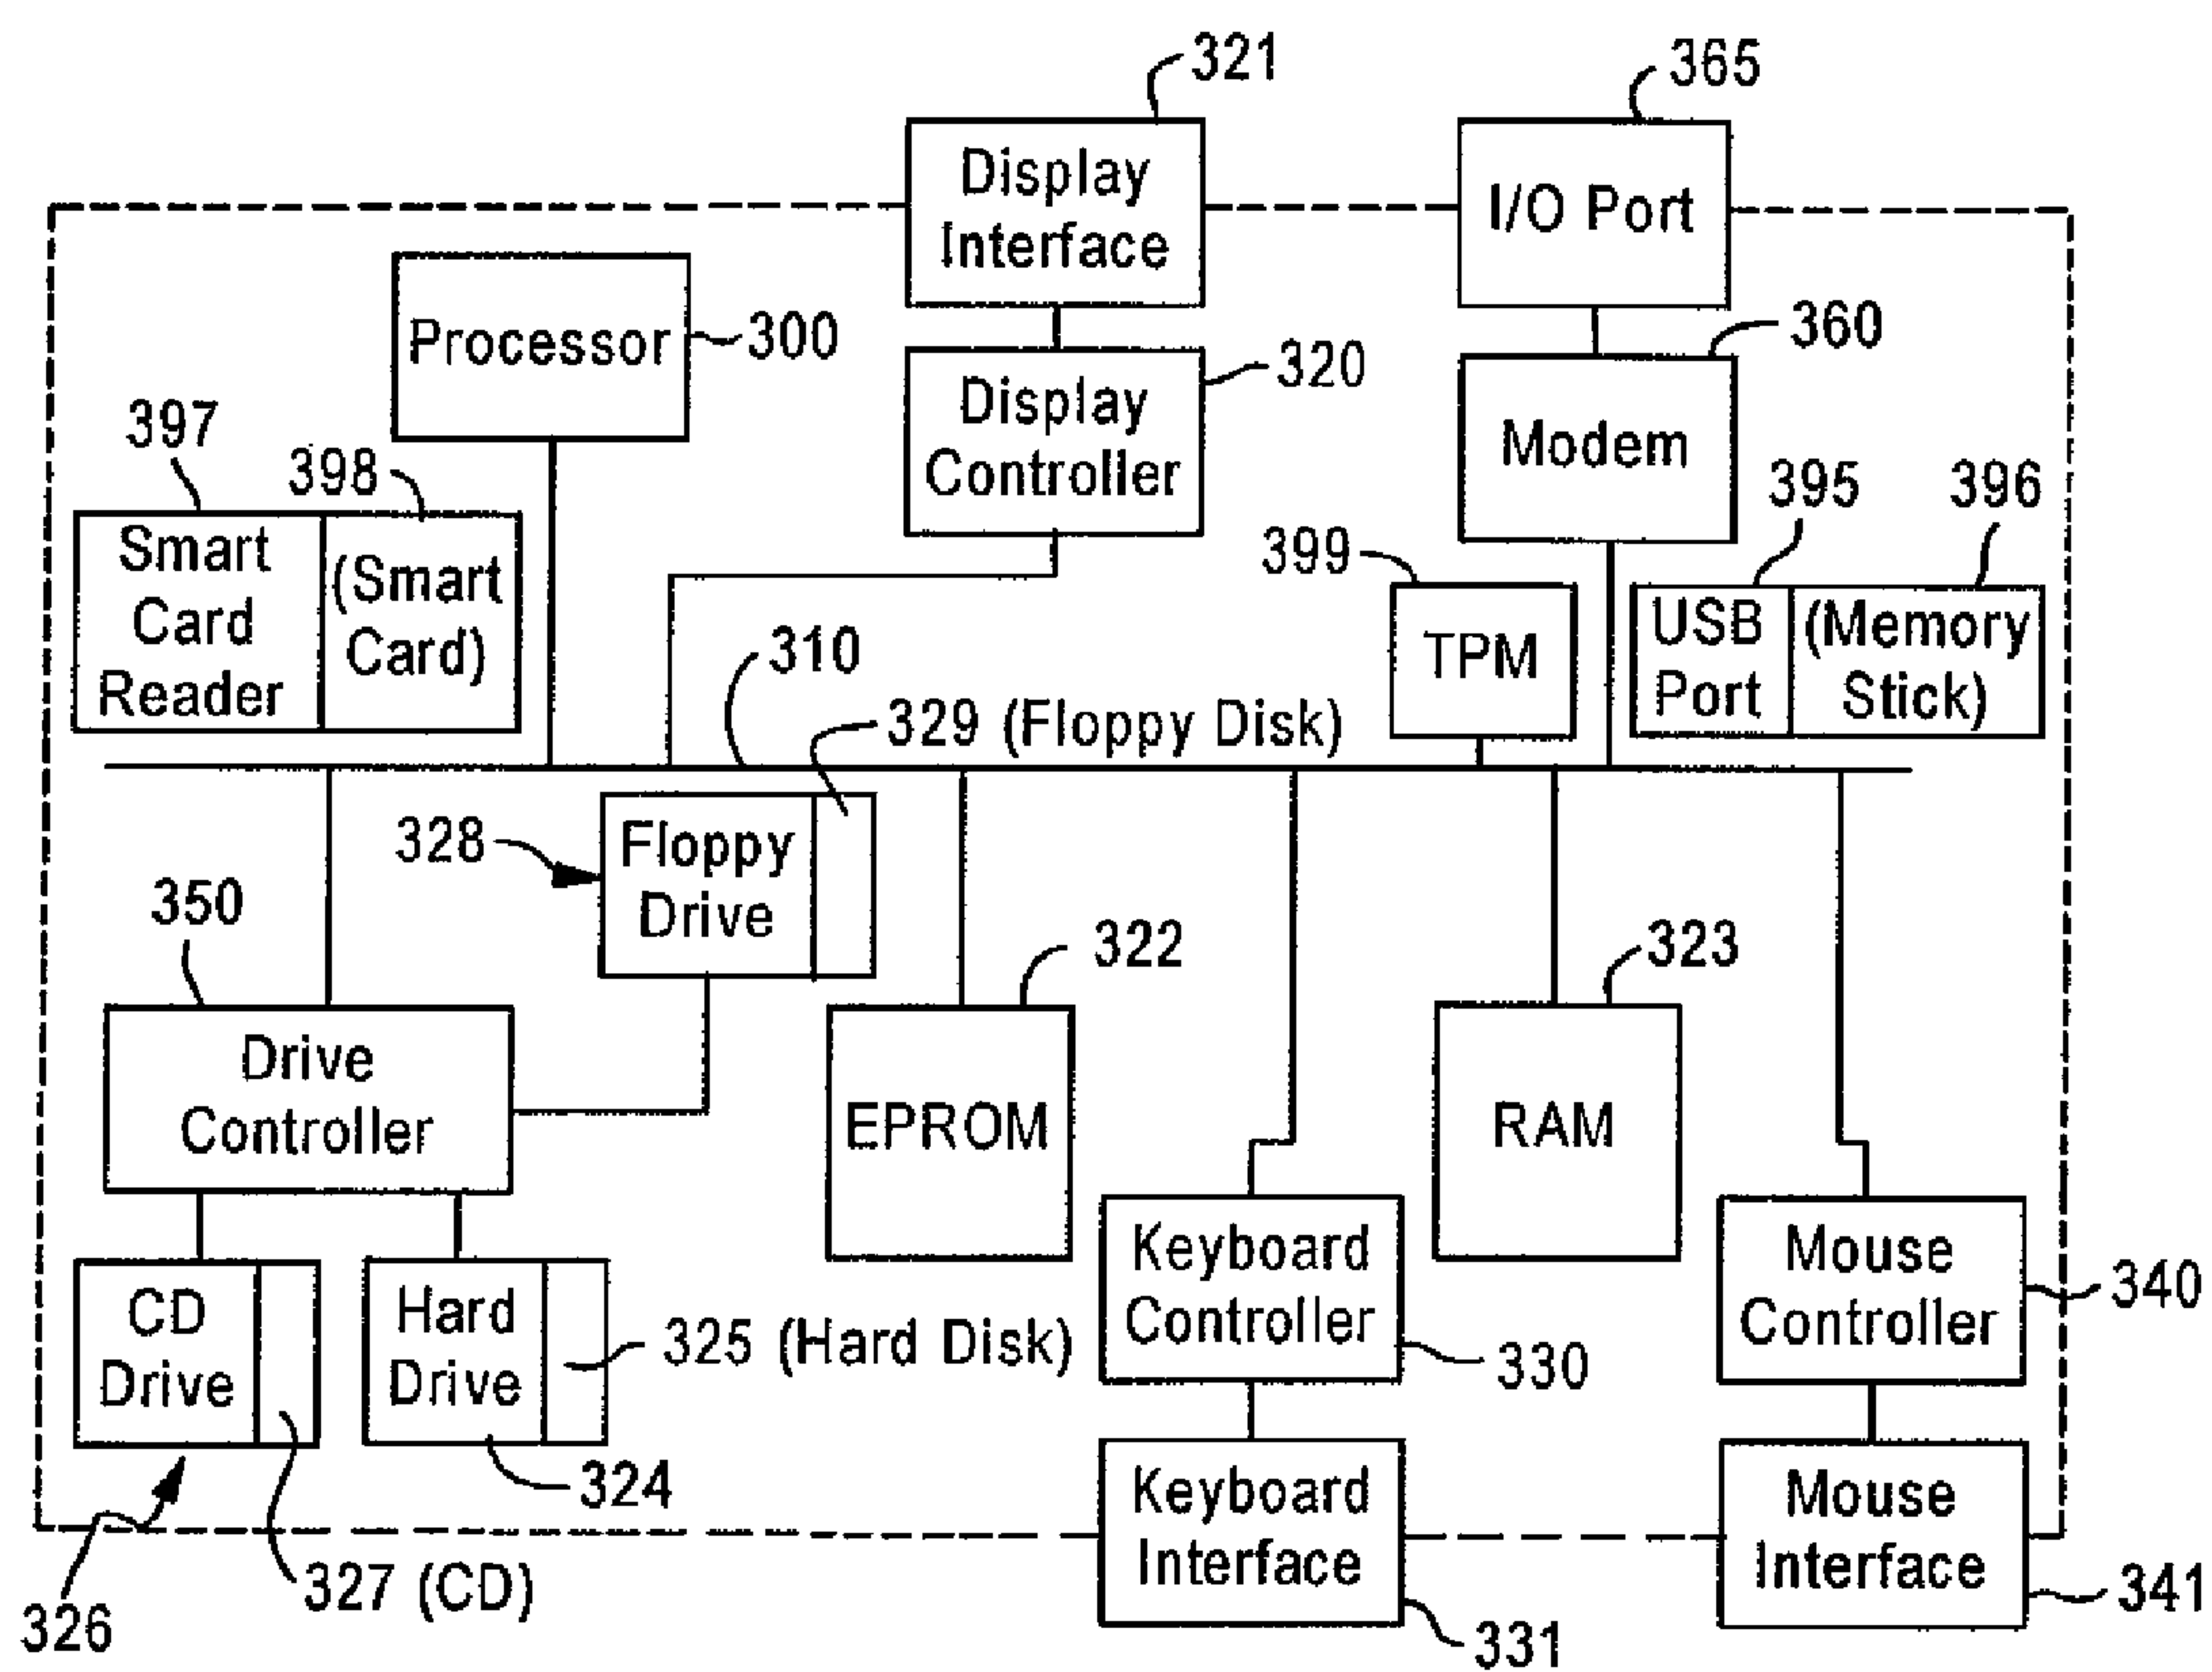 321
365
Display
Interface
I/O Port
Processor
300
360
320
Display
Controller
Modem
397
398
395
396
Smart
Card
Reader
(Smart
Card)
399
TPM
USB
Port
(Memory
Stick)
310
329 (Floppy Disk)
328
Floppy
Drive
350
322
323
Drive
Controller
EPROM
RAM
Keyboard
Controller
330
Mouse
Controller
340
CD
Drive
Hard
Drive
325 (Hard Disk)
324
326
327 (CD)
Keyboard
Interface
331
Mouse
Interface
341